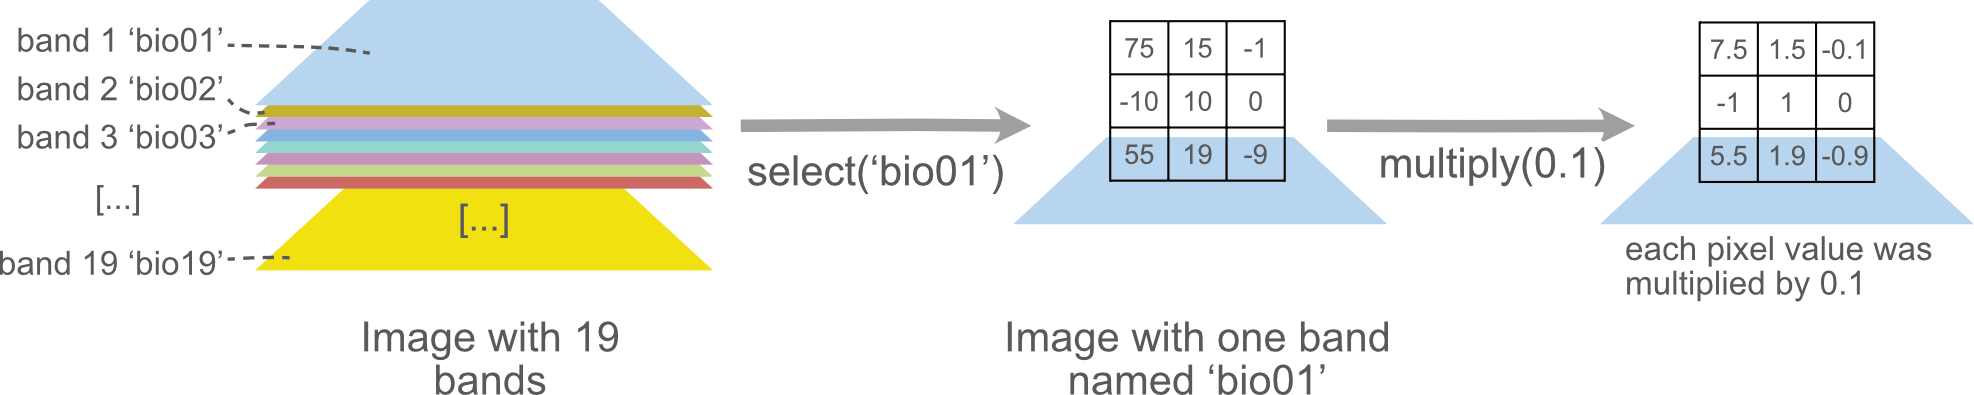 band 1 ‘bio01’
band 2 ‘bio02’
band 3 ‘bio03’
[...]
band 19 ‘bio19’
[...]
Image with 19
bands
select(‘bio01’)
75 15 -1
-10 10 0
55 19 -9
Image with one band
named ‘bio01’
multiply(0.1)
7.5 1.5 -0.1
-1 1 0
5.5 1.9 -0.9
each pixel value was
multiplied by 0.1